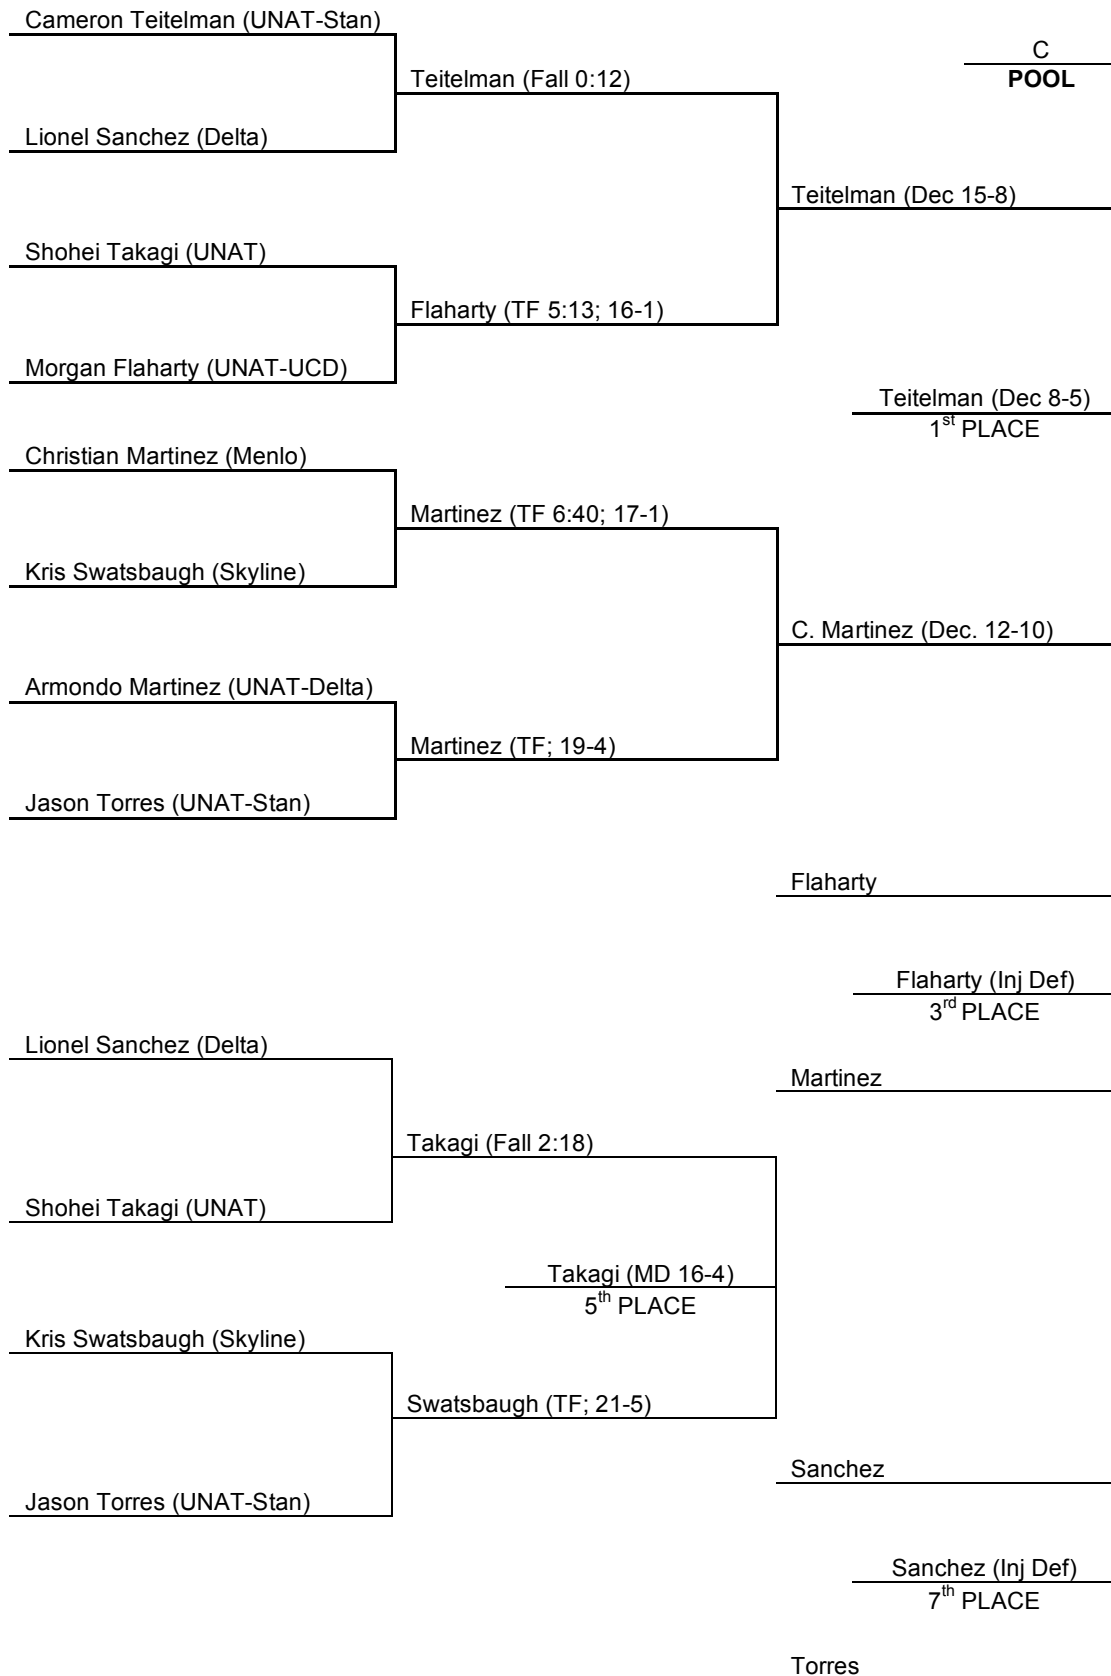 Cameron Teitelman (UNAT-Stan)
C
POOL
Teitelman (Fall 0:12)
Lionel Sanchez (Delta)
Teitelman (Dec 15-8)
Shohei Takagi (UNAT)
Flaharty (TF 5:13; 16-1)
Morgan Flaharty (UNAT-UCD)
Teitelman (Dec 8-5)
1st PLACE
Christian Martinez (Menlo)
Martinez (TF 6:40; 17-1)
Kris Swatsbaugh (Skyline)
C. Martinez (Dec. 12-10)
Armondo Martinez (UNAT-Delta)
Martinez (TF; 19-4)
Jason Torres (UNAT-Stan)
Flaharty
Flaharty (Inj Def)
3rd PLACE
Lionel Sanchez (Delta)
Martinez
Takagi (Fall 2:18)
Shohei Takagi (UNAT)
Takagi (MD 16-4)
5th PLACE
Kris Swatsbaugh (Skyline)
Swatsbaugh (TF; 21-5)
Sanchez
Jason Torres (UNAT-Stan)
Sanchez (Inj Def)
7th PLACE
Torres